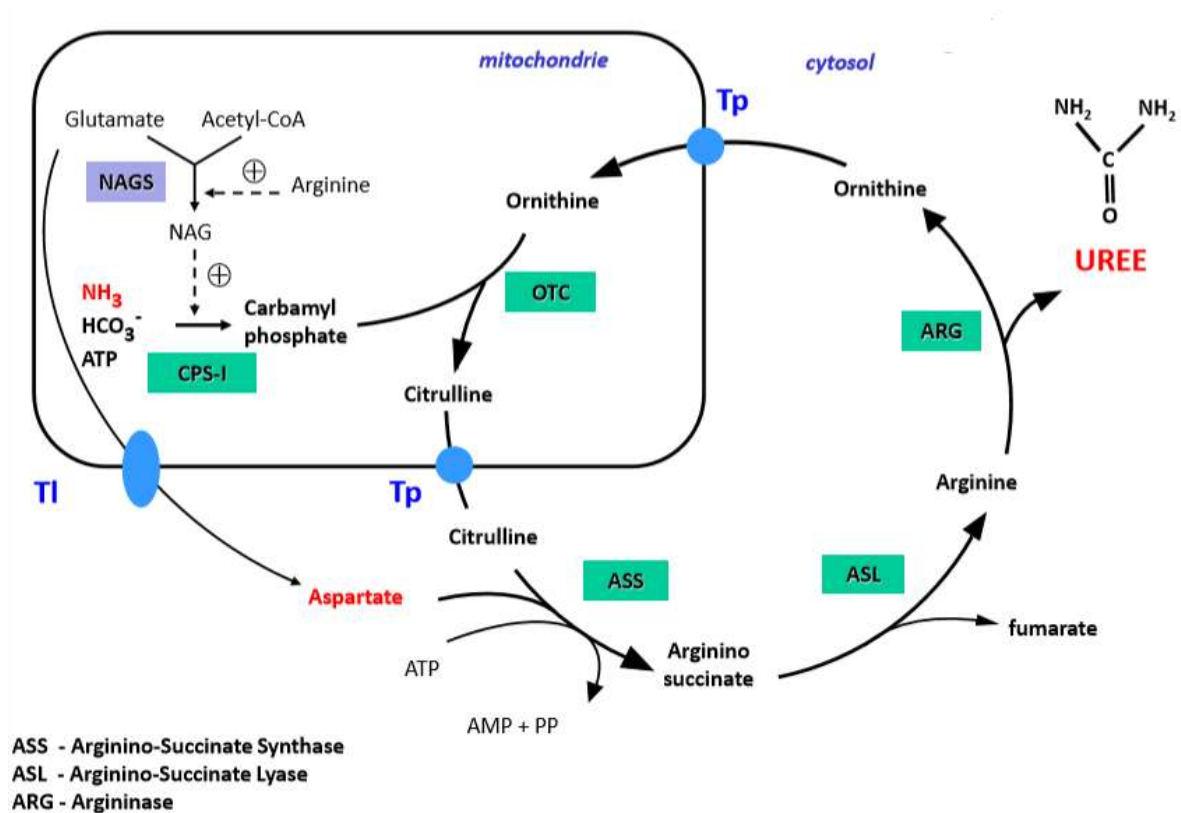 mitochondrie
cytosol
Tp
NH2 NH2
C
O
UREE
Glutamate Acetyl-CoA
NAGS
Arginine
NAG
NH3
HCO3-
ATP
CPS-I
Carbamyl
phosphate
Ornithine
OTC
Citrulline
Ornithine
ARG
Tl
Tp
Citrulline
Arginine
Aspartate
ASS
ASL
ATP
AMP + PP
Arginino
succinate
fumarate
ASS - Arginino-Succinate Synthase
ASL - Arginino-Succinate Lyase
ARG - Argininase